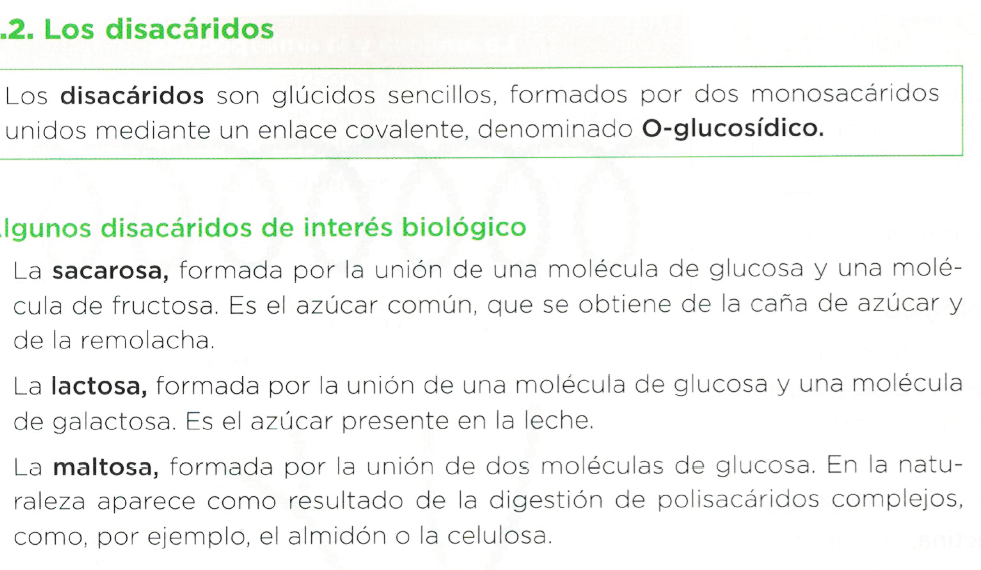 .2. Los disacáridos
Los disacáridos son glúcidos sencillos, formados por dos monosacáridos
unidos mediante un enlace covalente, denominado O-glucosídico.
lgunos disacáridos de interés biológico
La sacarosa, formada por la unión de una molécula de glucosa y una molé-
cula de fructosa. Es el azúcar común, que se obtiene de la caña de azúcar y
de la remolacha.
La lactosa, formada por la unión de una molécula de glucosa y una molécula
de galactosa. Es el azúcar presente en la leche.
La maltosa, formada por la unión de dos moléculas de glucosa. En la natu-
raleza aparece como resultado de la digestión de polisacáridos complejos,
como, por ejemplo, el almidón o la celulosa.